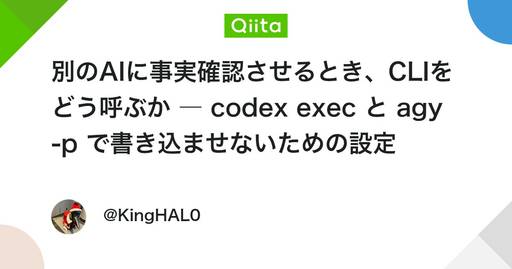 Qiita
別のAIに事実確認させるとき、CLIを
どう呼ぶか ― codex exec と agy
-p で書き込ませないための設定
@KingHAL0